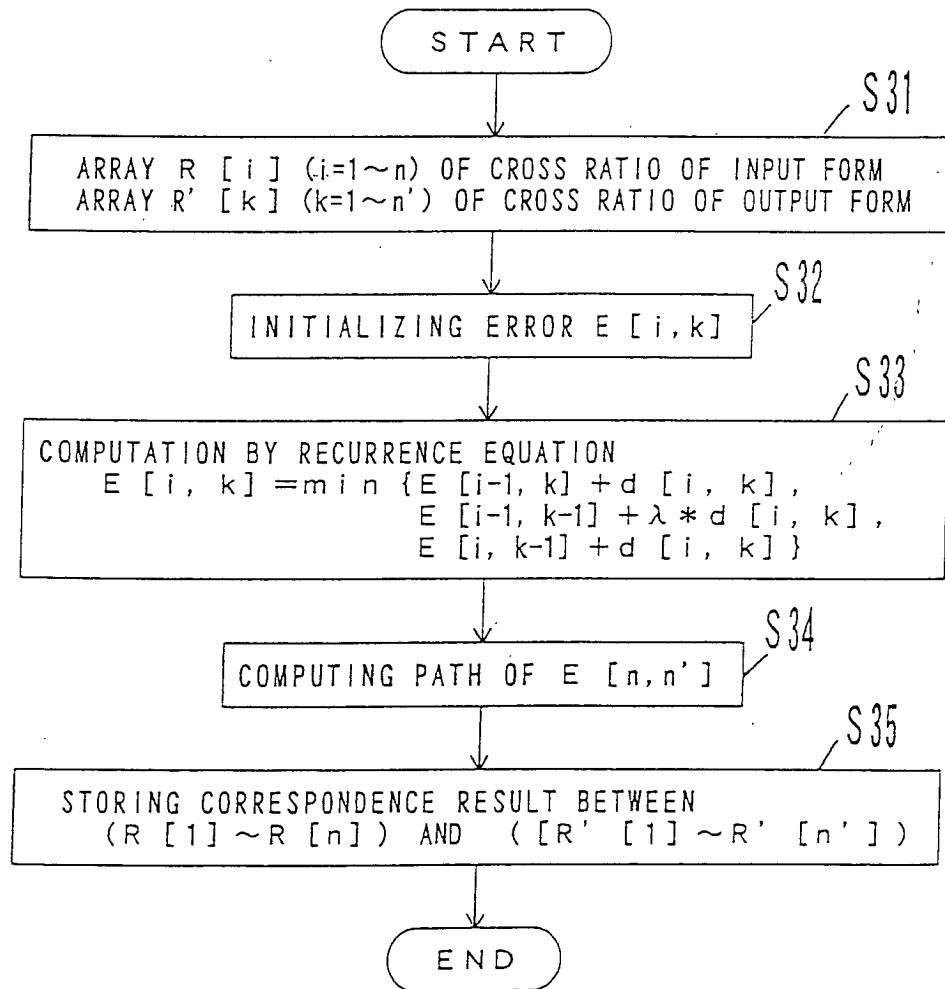 START
S31
ARRAY R [i] (i=1~n) OF CROSS RATIO OF INPUT FORM
ARRAY R' [k] (k=1~n') OF CROSS RATIO OF OUTPUT FORM
S32
INITIALIZING ERROR E [i,k]
S33
COMPUTATION BY RECURRENCE EQUATION
E [i, k] =min {E [i-1, k] +d [i, k] ,
E [i-1, k-1] +λ*d [i, k] ,
E [i, k-1] +d [i, k] }
S34
COMPUTING PATH OF E [n,n']
S35
STORING CORRESPONDENCE RESULT BETWEEN
(R [1] ~R [n] ) AND ([R' [1] ~R' [n'] )
END